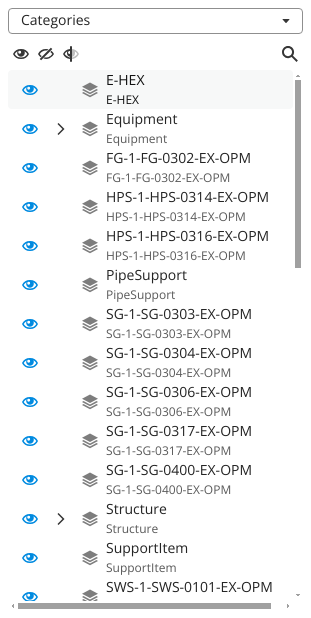 Categories
E-HEX
E-HEX
Equipment
Equipment
FG-1-FG-0302-EX-OPM
FG-1-FG-0302-EX-OPM
HPS-1-HPS-0314-EX-OPM
HPS-1-HPS-0314-EX-OPM
HPS-1-HPS-0316-EX-OPM
HPS-1-HPS-0316-EX-OPM
PipeSupport
PipeSupport
SG-1-SG-0303-EX-OPM
SG-1-SG-0303-EX-OPM
SG-1-SG-0304-EX-OPM
SG-1-SG-0304-EX-OPM
SG-1-SG-0306-EX-OPM
SG-1-SG-0306-EX-OPM
SG-1-SG-0317-EX-OPM
SG-1-SG-0317-EX-OPM
SG-1-SG-0400-EX-OPM
SG-1-SG-0400-EX-OPM
Structure
Structure
SupportItem
SupportItem
SWS-1-SWS-0101-EX-OPM